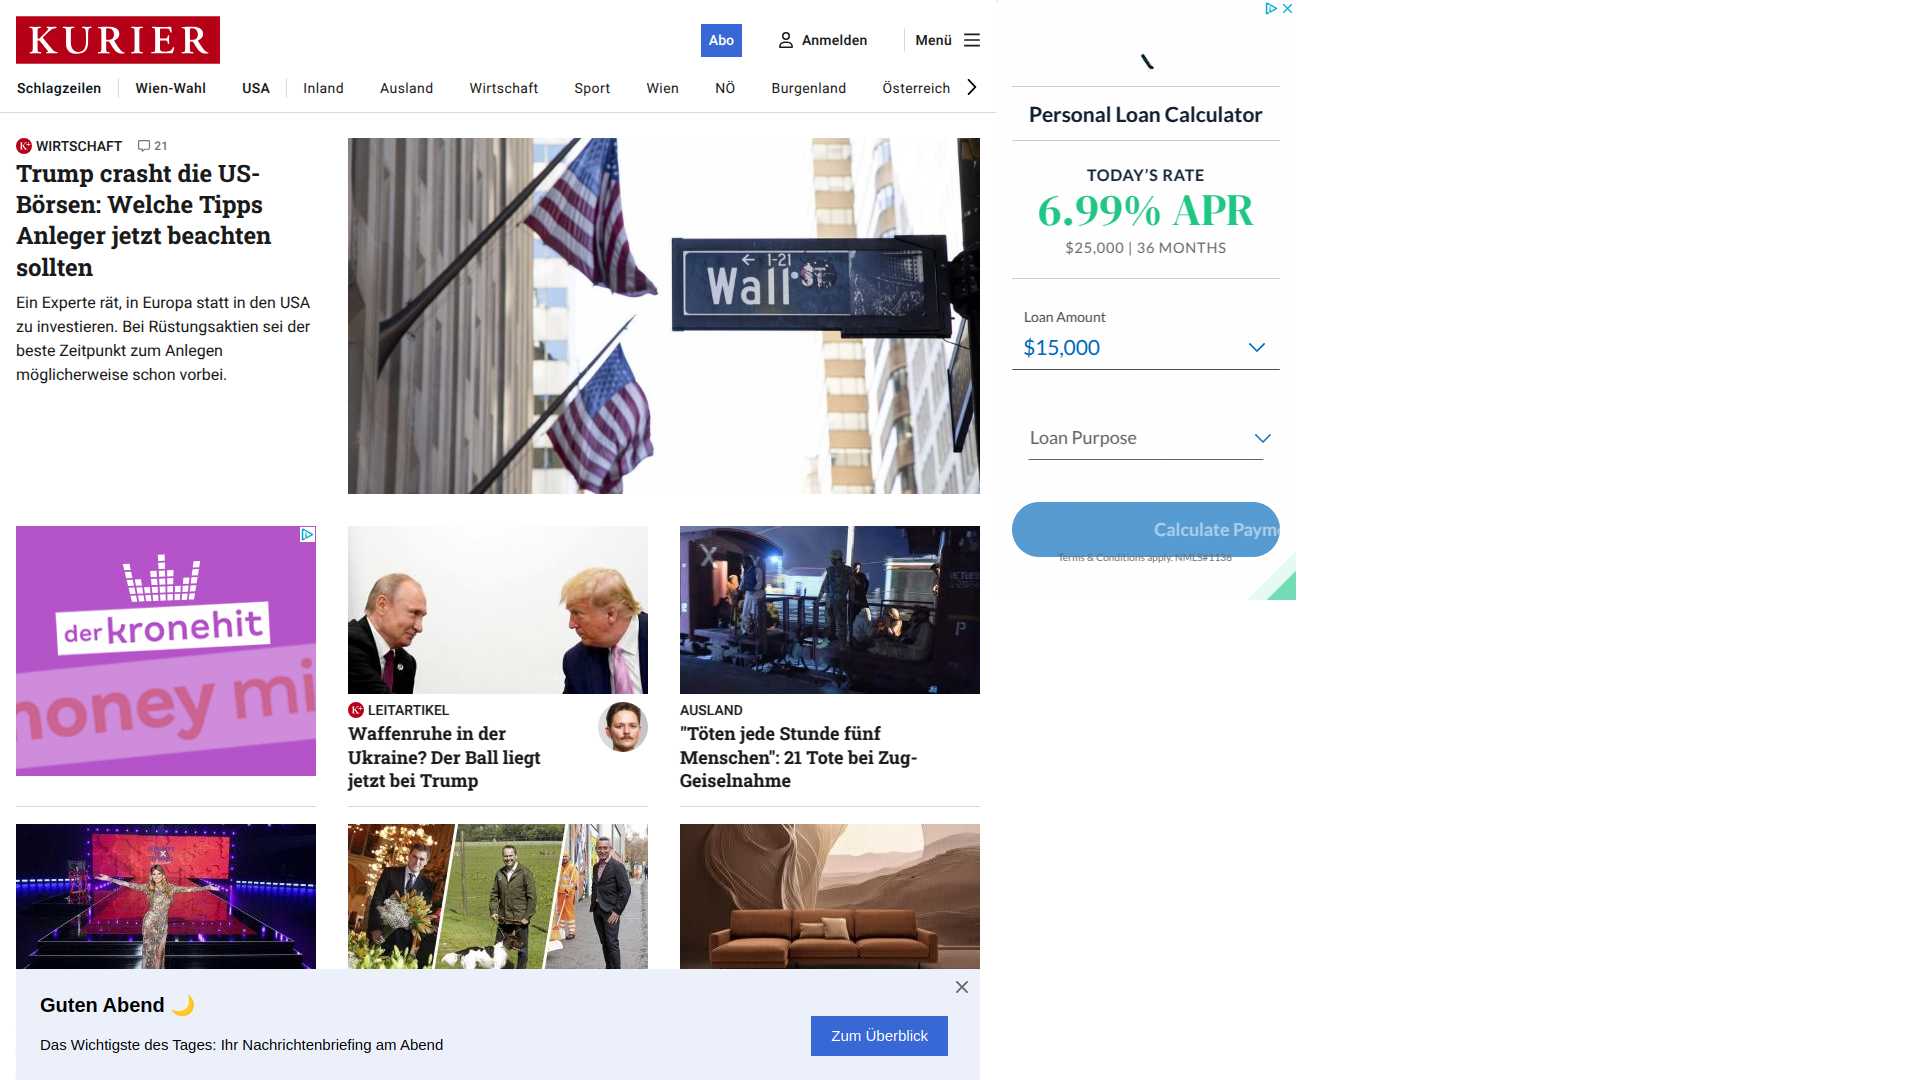 KURIER
Abo
Anmelden
Menü
Schlagzeilen
Wien-Wahl
USA
Inland
Ausland
Wirtschaft
Sport
Wien
NÖ
Burgenland
Österreich
K+ WIRTSCHAFT 21
Trump crasht die US-
Börsen: Welche Tipps
Anleger jetzt beachten
sollten
Ein Experte rät, in Europa statt in den USA
zu investieren. Bei Rüstungsaktien sei der
beste Zeitpunkt zum Anlegen
möglicherweise schon vorbei.
← 1-21
Wall ST
der kronehit
money mi
K+ LEITARTIKEL
Waffenruhe in der
Ukraine? Der Ball liegt
jetzt bei Trump
X
P
AUSLAND
"Töten jede Stunde fünf
Menschen": 21 Tote bei Zug-
Geiselnahme
Guten Abend 🌙
Das Wichtigste des Tages: Ihr Nachrichtenbriefing am Abend
Zum Überblick
Personal Loan Calculator
TODAY'S RATE
6.99% APR
$25,000 | 36 MONTHS
Loan Amount
$15,000
Loan Purpose
Calculate Payme
Terms & Conditions apply. NMLS#1136